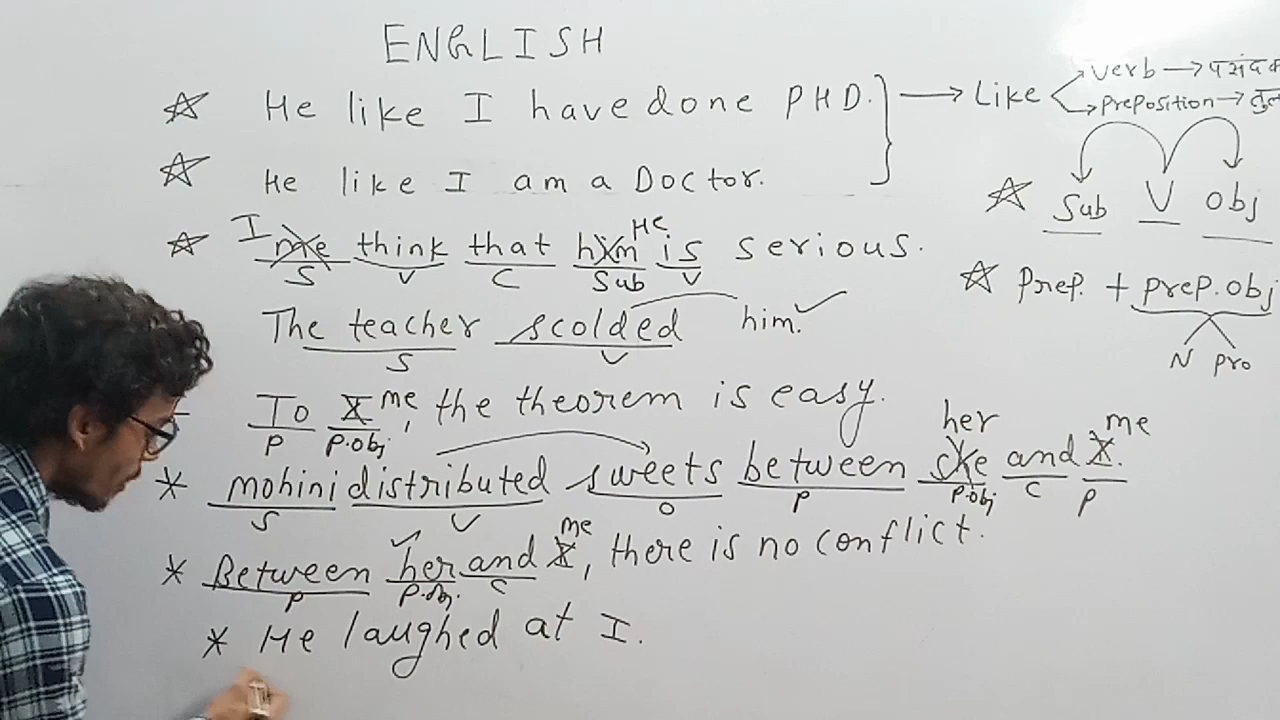 ENGLISH
He like I have done PHD.
Like
verb
Preposition
He like I am a Doctor.
Sub V obj
I me think that him He is serious.
S V C Sub V
Prep. + prep. obj
N Pro
The teacher scolded him.
S V
To I me, the theorem is easy.
P P.obj
her me
mohini distributed sweets between she and I.
S V O P P.obj C P
me
Between her and I, there is no conflict.
P P.obj. C
He laughed at I.